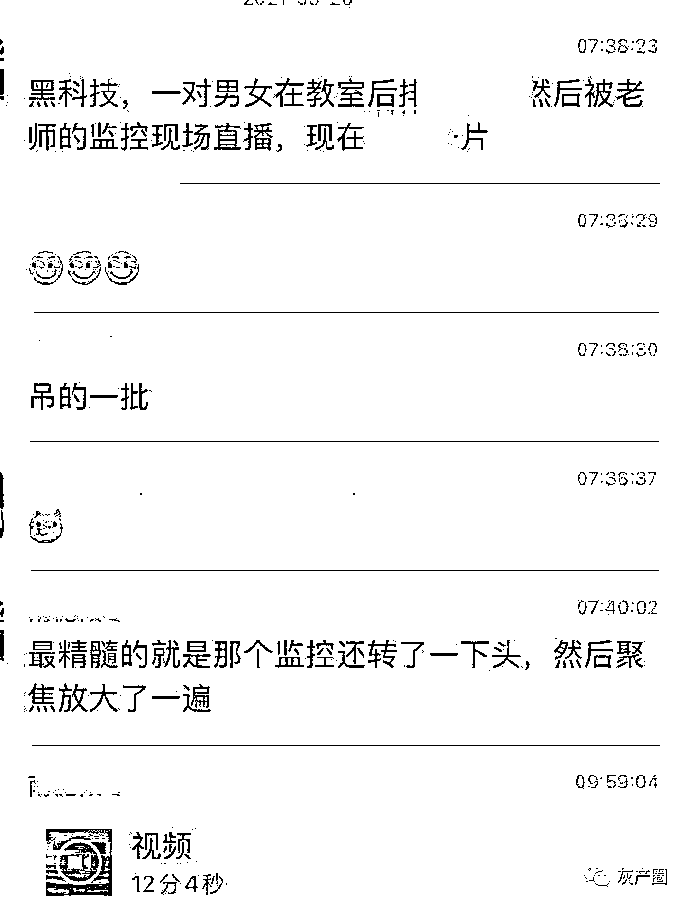 07:38:23
黑科技，一对男女在教室后排 然后被老
师的监控现场直播，现在 片
07:38:29
07:38:30
吊的一批
07:38:37
07:40:02
最精髓的就是那个监控还转了一下头，然后聚
焦放大了一遍
09:59:04
视频
12分4秒
灰产圈